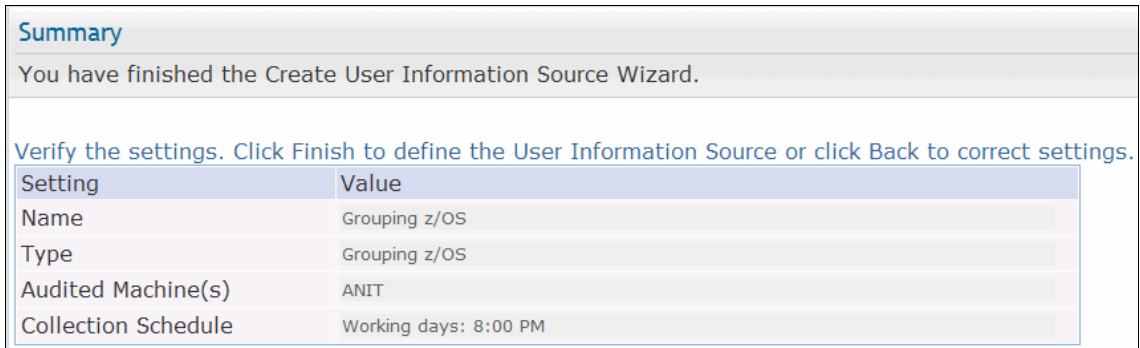 Summary
You have finished the Create User Information Source Wizard.
Verify the settings. Click Finish to define the User Information Source or click Back to correct settings.
Setting Value
Name Grouping z/OS
Type Grouping z/OS
Audited Machine(s) ANIT
Collection Schedule Working days: 8:00 PM